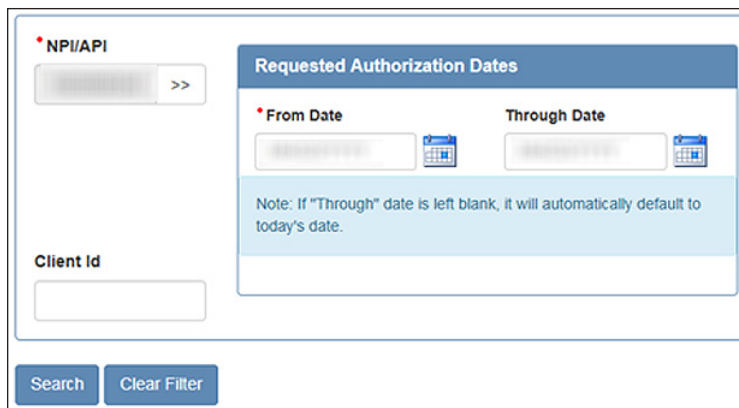 *NPI/API
>>
Requested Authorization Dates
*From Date
Through Date
Note: If "Through" date is left blank, it will automatically default to
today's date.
Client Id
Search
Clear Filter